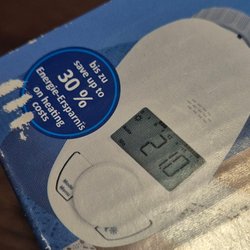 bis zu
save up to
30 %
Energie-Ersparnis
on heating
costs
21.0